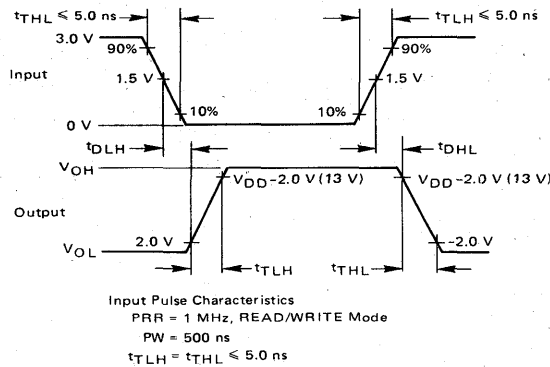 tTHL ≤ 5.0 ns
tTLH ≤ 5.0 ns
3.0 V
90%
90%
Input
1.5 V
1.5 V
10%
10%
0 V
tDLH
tDHL
VOH
VDD-2.0 V (13 V)
VDD-2.0 V (13 V)
Output
2.0 V
-2.0 V
VOL
tTLH
tTHL
Input Pulse Characteristics
PRR = 1 MHz, READ/WRITE Mode
PW = 500 ns
tTLH = tTHL ≤ 5.0 ns